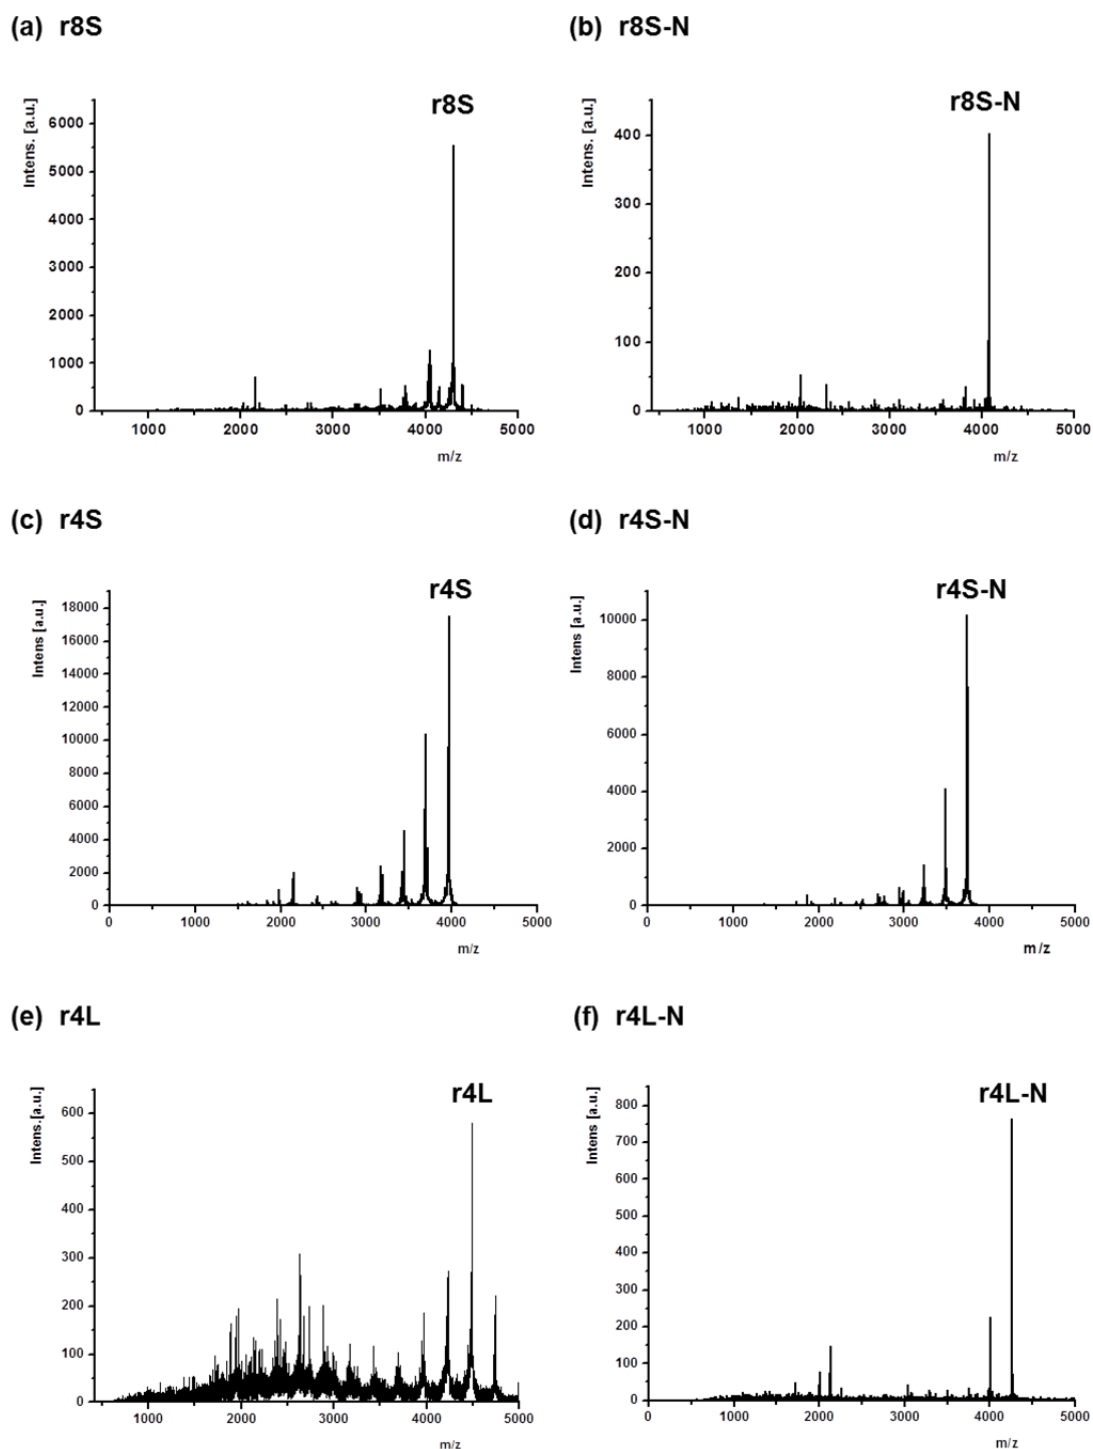 (a) r8S
r8S
Intens. [a.u.]
6000
5000
4000
3000
2000
1000
0
1000 2000 3000 4000 5000
m/z
(b) r8S-N
r8S-N
Intens. [a.u.]
400
300
200
100
0
1000 2000 3000 4000 5000
m/z
(c) r4S
r4S
Intens [a.u.]
18000
16000
14000
12000
10000
8000
6000
4000
2000
0
0 1000 2000 3000 4000 5000
m/z
(d) r4S-N
r4S-N
Intens [a.u.]
10000
8000
6000
4000
2000
0
0 1000 2000 3000 4000 5000
m/z
(e) r4L
r4L
Intens.[a.u.]
600
500
400
300
200
100
0
1000 2000 3000 4000 5000
m/z
(f) r4L-N
r4L-N
Intens [a.u.]
800
700
600
500
400
300
200
100
0
0 1000 2000 3000 4000 5000
m/z